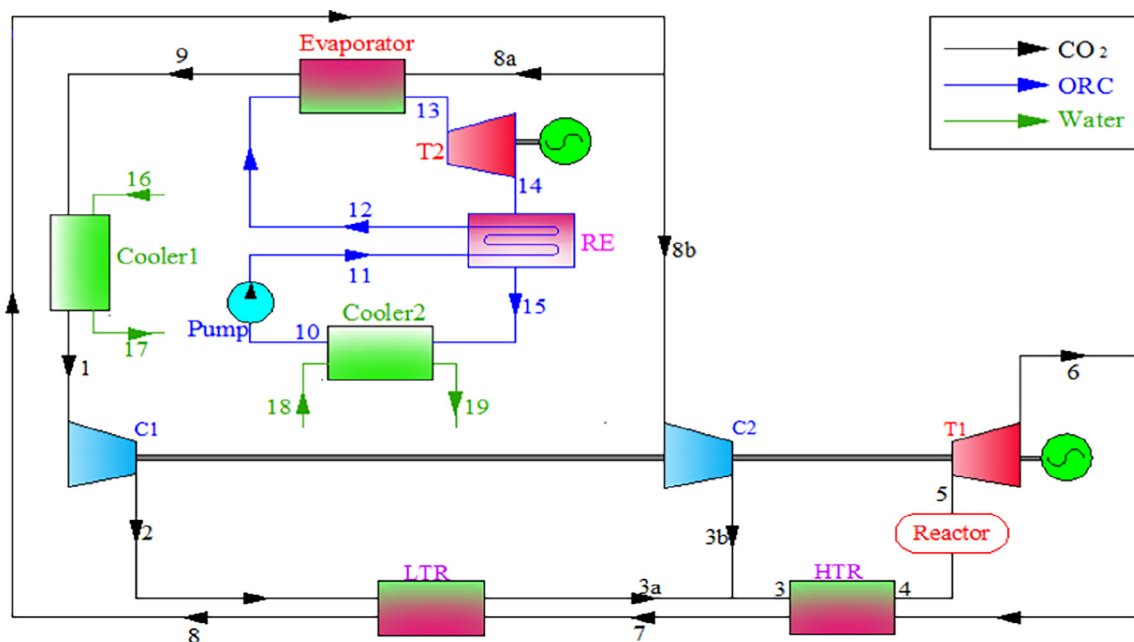 Evaporator
9
8a
CO₂
ORC
Water
13
T2
14
16
12
RE
Cooler1
11
8b
15
Cooler2
Pump
10
17
1
6
18
19
C1
C2
T1
5
2
3b
Reactor
LTR
3a
HTR
3
4
8
7